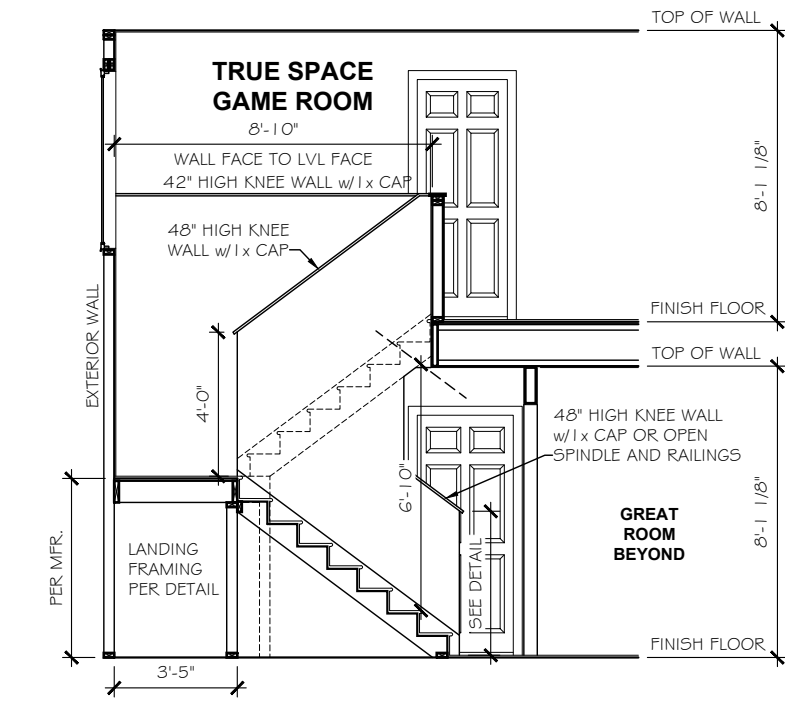 TOP OF WALL
TRUE SPACE
GAME ROOM
8'-10"
WALL FACE TO LVL FACE
42" HIGH KNEE WALL w/1x CAP
48" HIGH KNEE
WALL w/1x CAP
8'-1 1/8"
EXTERIOR WALL
FINISH FLOOR
TOP OF WALL
4'-0"
48" HIGH KNEE WALL
w/1x CAP OR OPEN
SPINDLE AND RAILINGS
6'-10"
8'-1 1/8"
GREAT
ROOM
BEYOND
PER MFR.
LANDING
FRAMING
PER DETAIL
SEE DETAIL
FINISH FLOOR
3'-5"